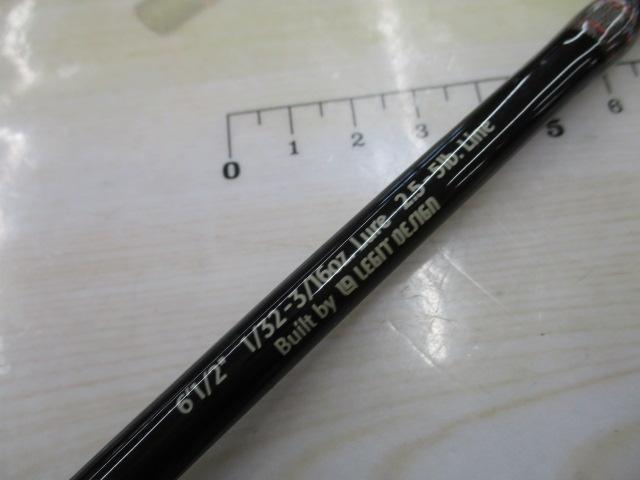 6'1/2" 1/32-3/16oz. Lure 2.5-5lb. Line
Built by LEGIT DESIGN
0 1 2 3 5 6